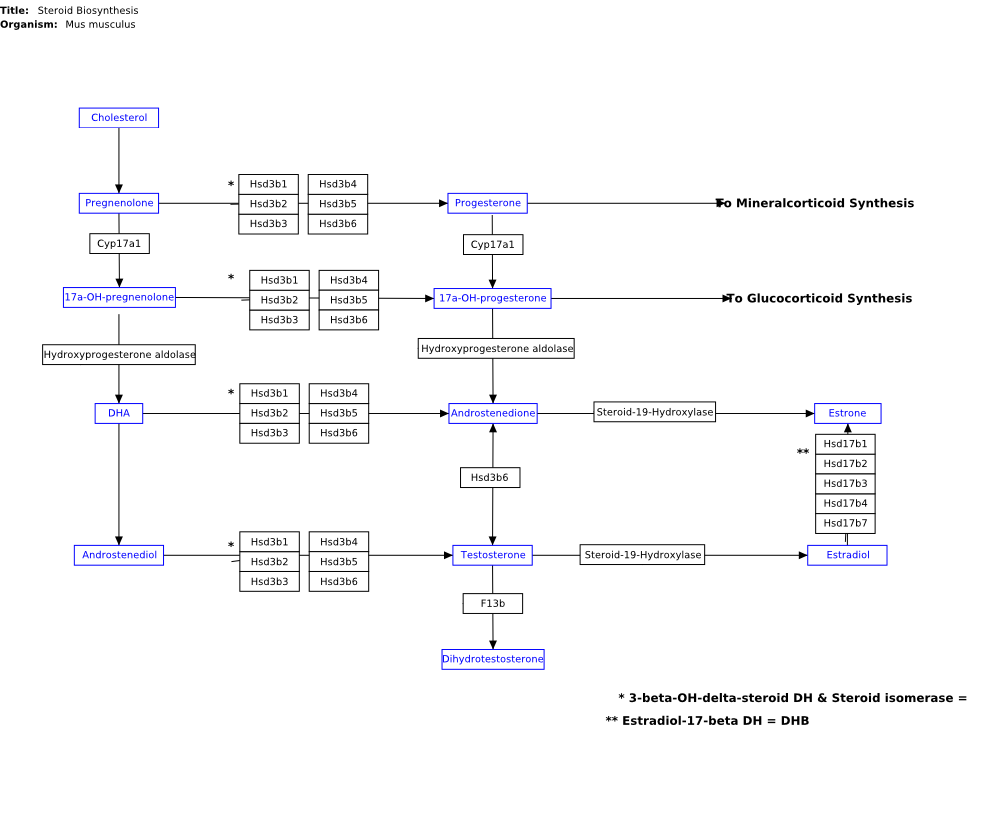 Title: Steroid Biosynthesis
Organism: Mus musculus
Cholesterol
* Hsd3b1 Hsd3b4
Pregnenolone Hsd3b2 Hsd3b5 Progesterone To Mineralcorticoid Synthesis
Hsd3b3 Hsd3b6
Cyp17a1 Cyp17a1
* Hsd3b1 Hsd3b4
17a-OH-pregnenolone Hsd3b2 Hsd3b5 17a-OH-progesterone To Glucocorticoid Synthesis
Hsd3b3 Hsd3b6
Hydroxyprogesterone aldolase Hydroxyprogesterone aldolase
* Hsd3b1 Hsd3b4
DHA Hsd3b2 Hsd3b5 Androstenedione Steroid-19-Hydroxylase Estrone
Hsd3b3 Hsd3b6
** Hsd17b1
Hsd17b2
Hsd3b6 Hsd17b3
Hsd17b4
Hsd17b7
* Hsd3b1 Hsd3b4
Androstenediol Hsd3b2 Hsd3b5 Testosterone Steroid-19-Hydroxylase Estradiol
Hsd3b3 Hsd3b6
F13b
Dihydrotestosterone
* 3-beta-OH-delta-steroid DH & Steroid isomerase =
** Estradiol-17-beta DH = DHB